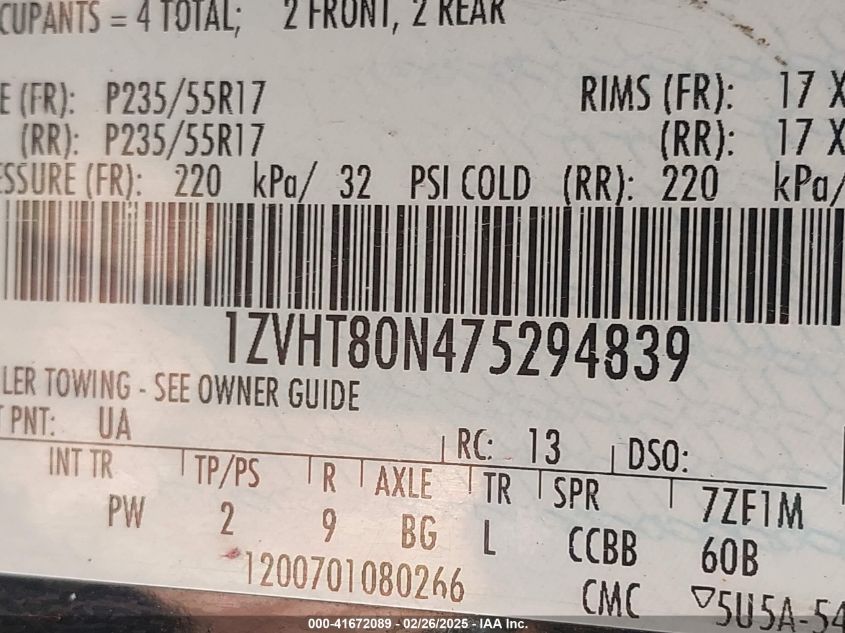 CUPANTS = 4 TOTAL; 2 FRONT, 2 REAR
E (FR): P235/55R17 RIMS (FR): 17 X
(RR): P235/55R17 (RR): 17 X
SSURE (FR): 220 kPa/ 32 PSI COLD (RR): 220 kPa/
1ZVHT80N475294839
LER TOWING - SEE OWNER GUIDE
T PNT: UA RC: 13 DSO:
INT TR TP/PS R AXLE TR SPR 7ZF1M
PW 2 9 BG L CCBB 60B
1200701080266 CMC ▽5U5A-54
000-41672089 - 02/26/2025 - IAA Inc.